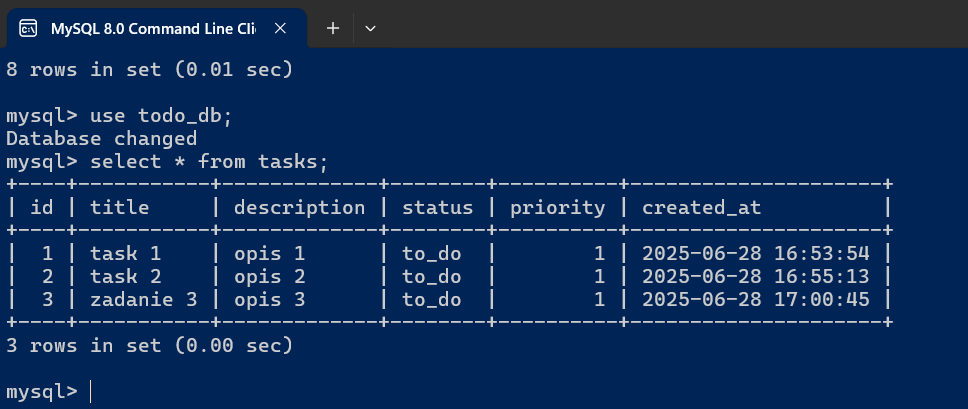 MySQL 8.0 Command Line Cli
8 rows in set (0.01 sec)
mysql> use todo_db;
Database changed
mysql> select * from tasks;
+----+-----------+-------------+--------+----------+---------------------+
| id | title     | description | status | priority | created_at          |
+----+-----------+-------------+--------+----------+---------------------+
|  1 | task 1    | opis 1      | to_do  |        1 | 2025-06-28 16:53:54 |
|  2 | task 2    | opis 2      | to_do  |        1 | 2025-06-28 16:55:13 |
|  3 | zadanie 3 | opis 3      | to_do  |        1 | 2025-06-28 17:00:45 |
+----+-----------+-------------+--------+----------+---------------------+
3 rows in set (0.00 sec)
mysql>